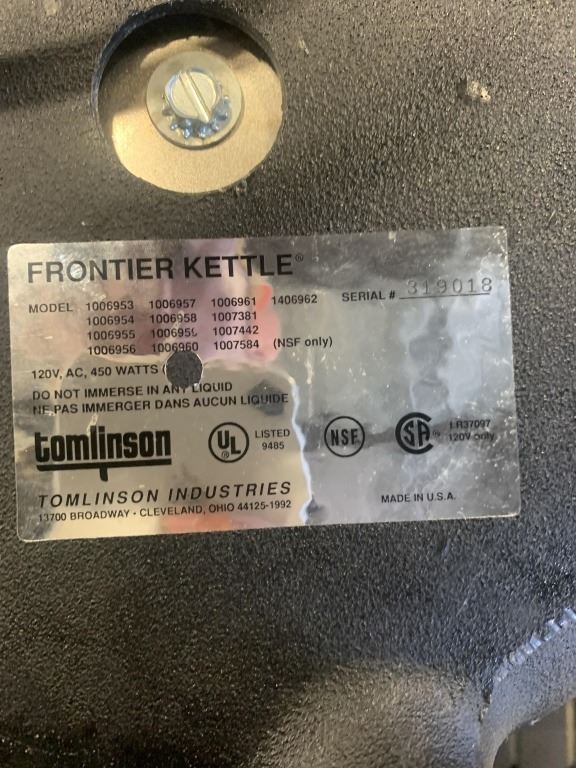 FRONTIER KETTLE®
MODEL 1006953 1006957 1006961 1406962 SERIAL # 319018
1006954 1006958 1007381
1006955 1007442
1006956 1006960 1007584 (NSF only)
120V, AC, 450 WATTS
DO NOT IMMERSE IN ANY LIQUID
NE PAS IMMERGER DANS AUCUN LIQUIDE
tomlinson UL® LISTED 9485 NSF® CSA® LR37097 120V only
TOMLINSON INDUSTRIES MADE IN U.S.A.
13700 BROADWAY • CLEVELAND, OHIO 44125-1992